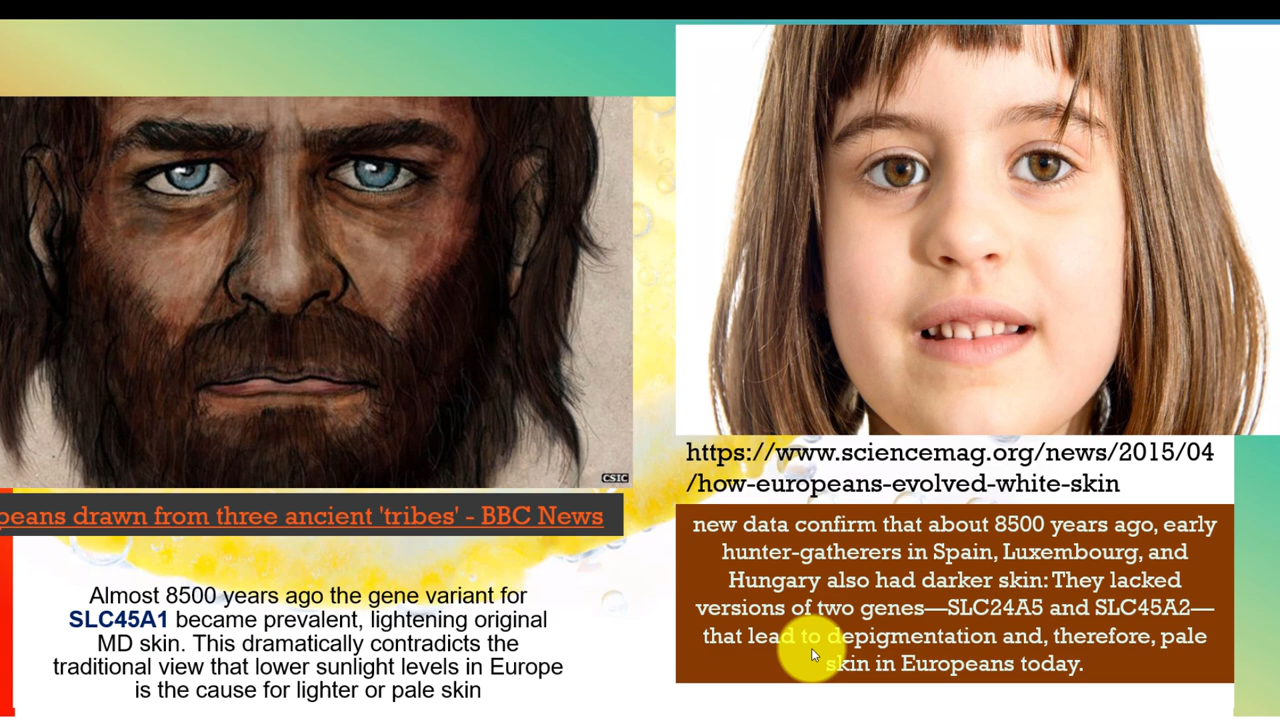 CSIC
peans drawn from three ancient 'tribes' - BBC News
Almost 8500 years ago the gene variant for
SLC45A1 became prevalent, lightening original
MD skin. This dramatically contradicts the
traditional view that lower sunlight levels in Europe
is the cause for lighter or pale skin
https://www.sciencemag.org/news/2015/04
/how-europeans-evolved-white-skin
new data confirm that about 8500 years ago, early
hunter-gatherers in Spain, Luxembourg, and
Hungary also had darker skin: They lacked
versions of two genes—SLC24A5 and SLC45A2—
that lead to depigmentation and, therefore, pale
skin in Europeans today.